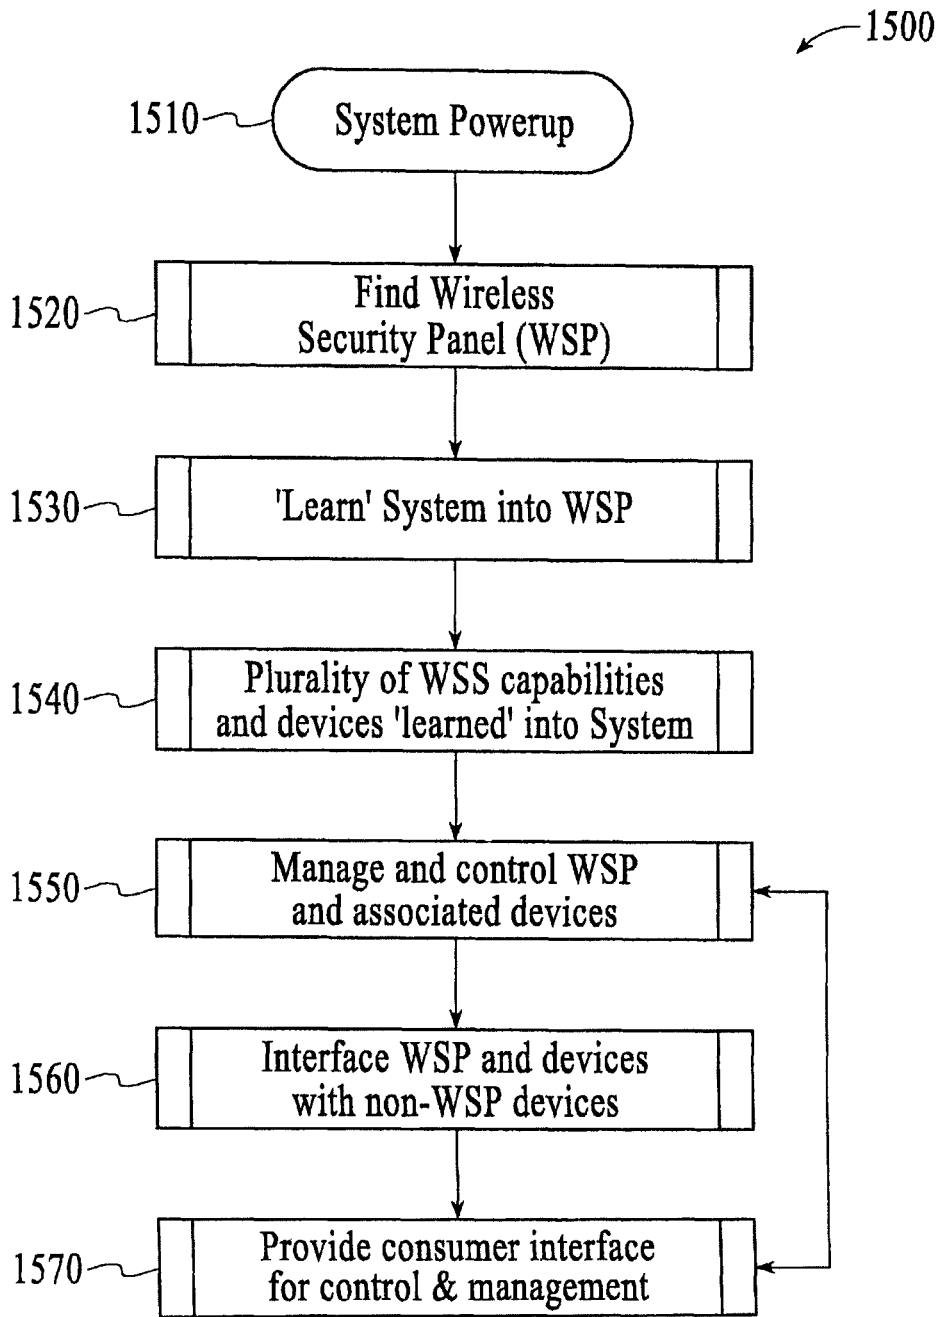 1500
1510
System Powerup
1520
Find Wireless
Security Panel (WSP)
1530
'Learn' System into WSP
1540
Plurality of WSS capabilities
and devices 'learned' into System
1550
Manage and control WSP
and associated devices
1560
Interface WSP and devices
with non-WSP devices
1570
Provide consumer interface
for control & management